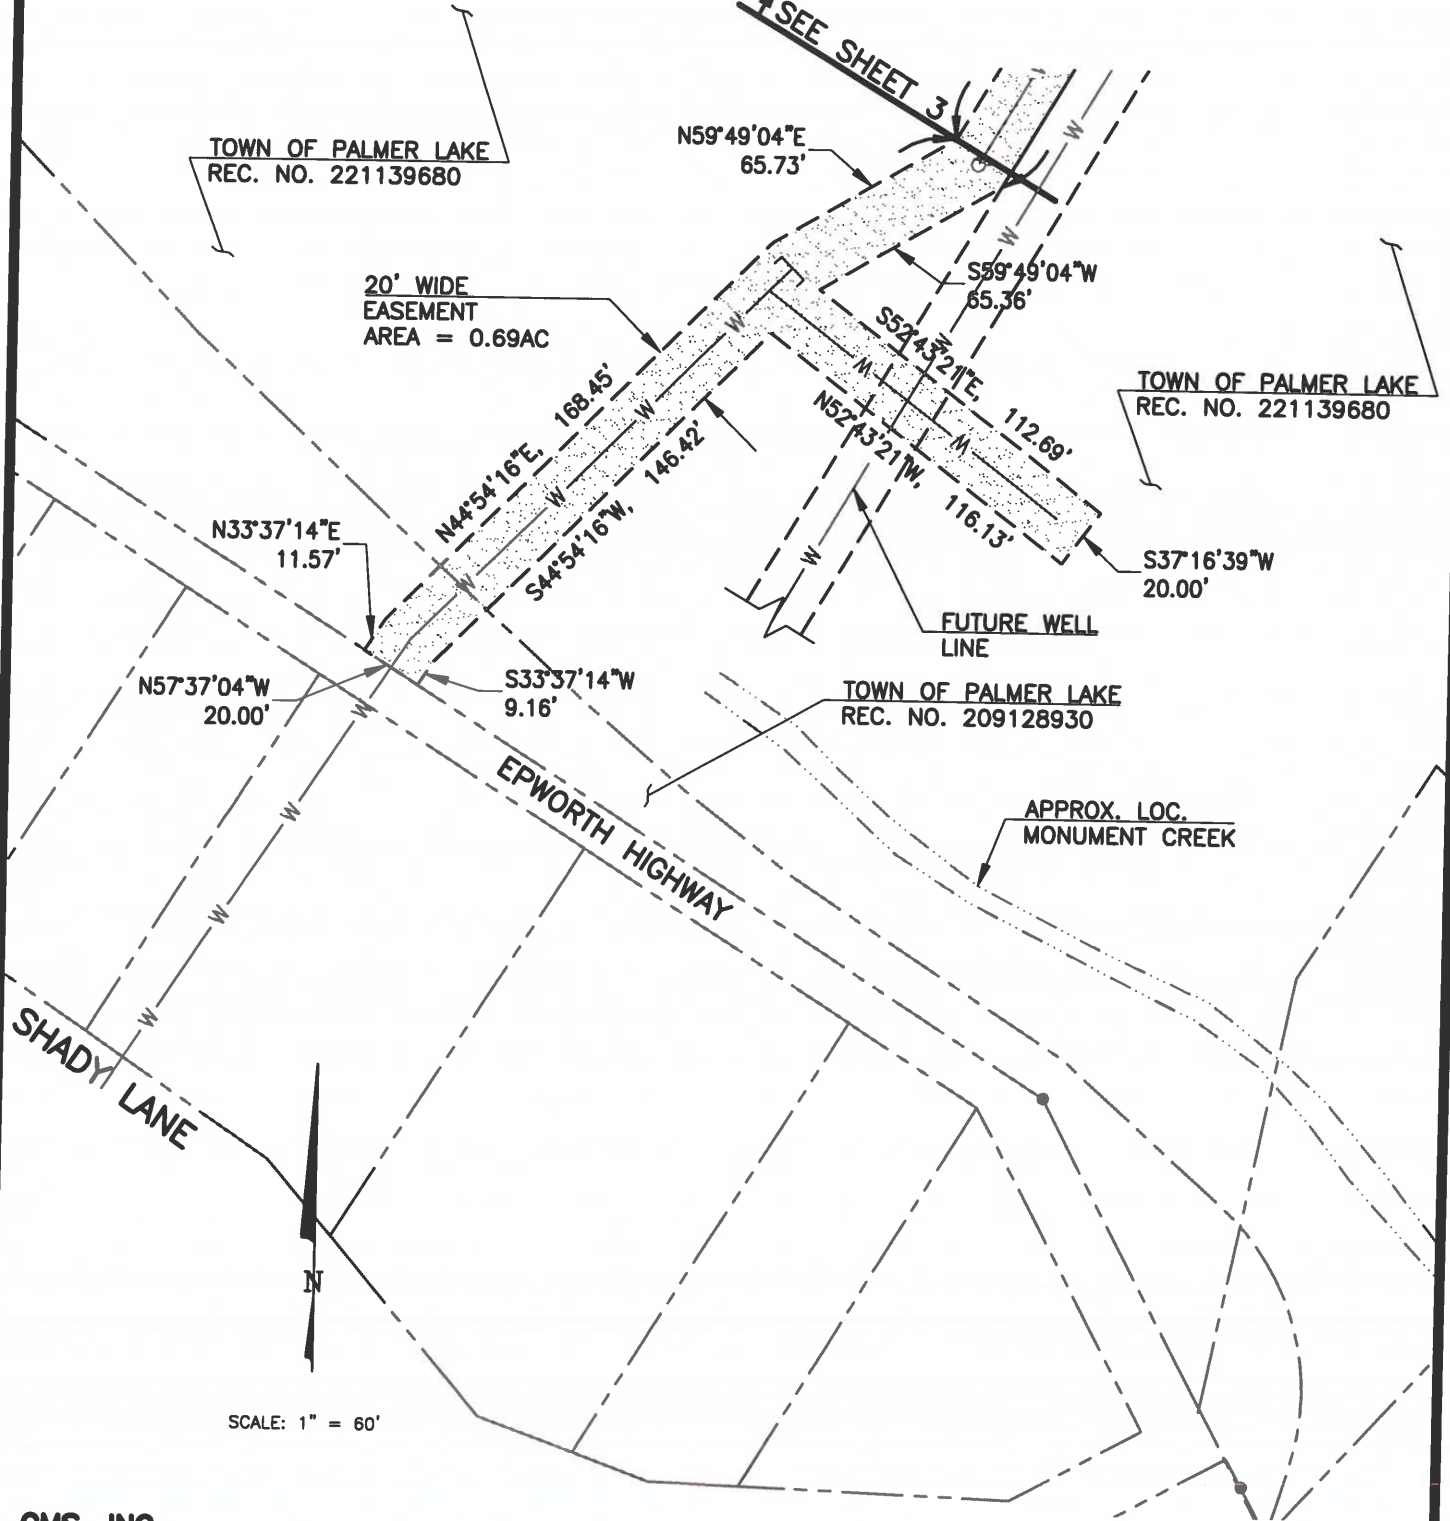 SEE SHEET 3
N59°49'04"E
65.73'
TOWN OF PALMER LAKE
REC. NO. 221139680
S59°49'04"W
65.36'
20' WIDE
EASEMENT
AREA = 0.69AC
S52°43'21"E, 112.69'
W
W
W
W
W
N52°43'21"W, 116.13'
TOWN OF PALMER LAKE
REC. NO. 221139680
N44°54'16"E, 168.45'
W
W
W
W
S44°54'16"W, 146.42'
N33°37'14"E
11.57'
W
W
S37°16'39"W
20.00'
FUTURE WELL
LINE
N57°37'04"W
20.00'
S33°37'14"W
9.16'
TOWN OF PALMER LAKE
REC. NO. 209128930
W
W
W
W
EPWORTH HIGHWAY
APPROX. LOC.
MONUMENT CREEK
SHADY LANE
N
SCALE: 1" = 60'